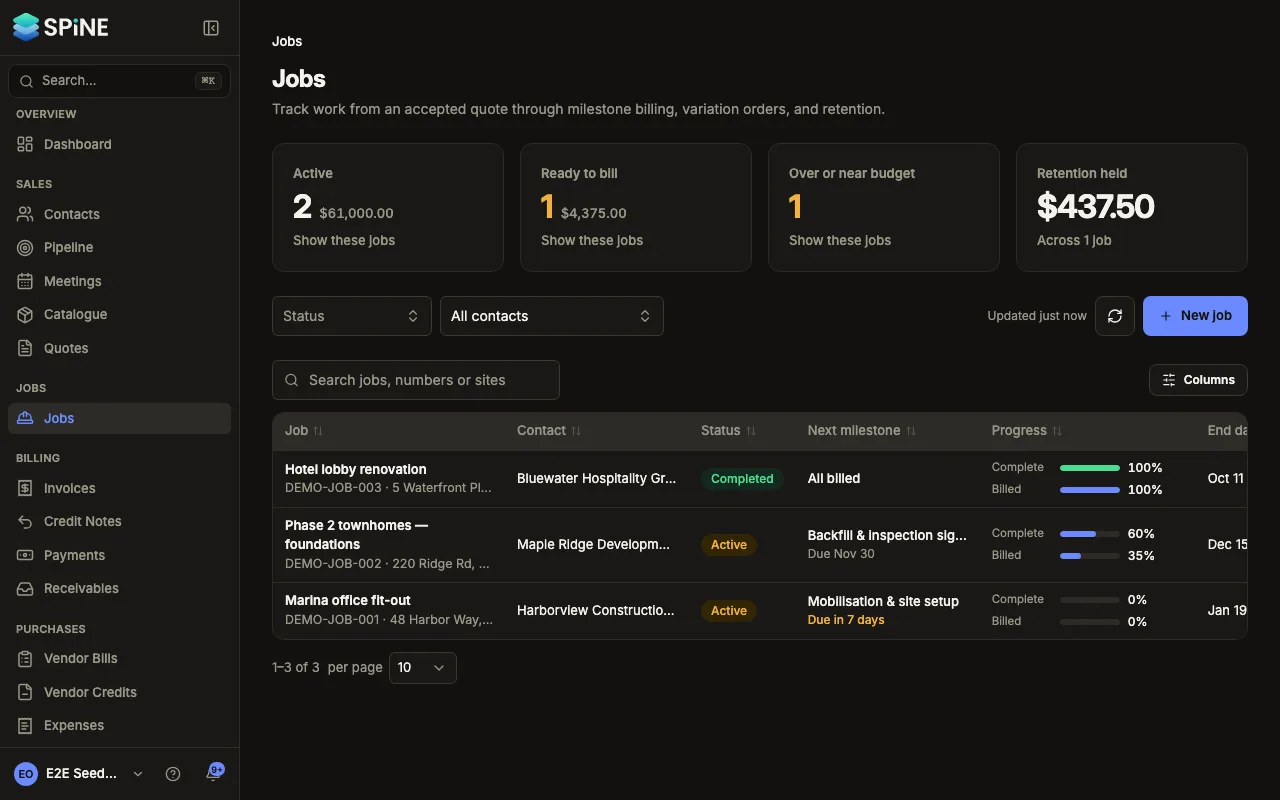 SPiNE
Search...
⌘K
OVERVIEW
Dashboard
SALES
Contacts
Pipeline
Meetings
Catalogue
Quotes
JOBS
Jobs
BILLING
Invoices
Credit Notes
Payments
Receivables
PURCHASES
Vendor Bills
Vendor Credits
Expenses
EO E2E Seed...
9+
Jobs
Jobs
Track work from an accepted quote through milestone billing, variation orders, and retention.
Active
2 $61,000.00
Show these jobs
Ready to bill
1 $4,375.00
Show these jobs
Over or near budget
1
Show these jobs
Retention held
$437.50
Across 1 job
Status
All contacts
Updated just now
New job
Search jobs, numbers or sites
Columns
Job Contact Status Next milestone Progress End da
Hotel lobby renovation
DEMO-JOB-003 · 5 Waterfront Pl...
Bluewater Hospitality Gr...
Completed
All billed
Complete 100%
Billed 100%
Oct 11
Phase 2 townhomes —
foundations
DEMO-JOB-002 · 220 Ridge Rd, ...
Maple Ridge Developm...
Active
Backfill & inspection sig...
Due Nov 30
Complete 60%
Billed 35%
Dec 15
Marina office fit-out
DEMO-JOB-001 · 48 Harbor Way,...
Harborview Constructio...
Active
Mobilisation & site setup
Due in 7 days
Complete 0%
Billed 0%
Jan 19
1–3 of 3 per page 10